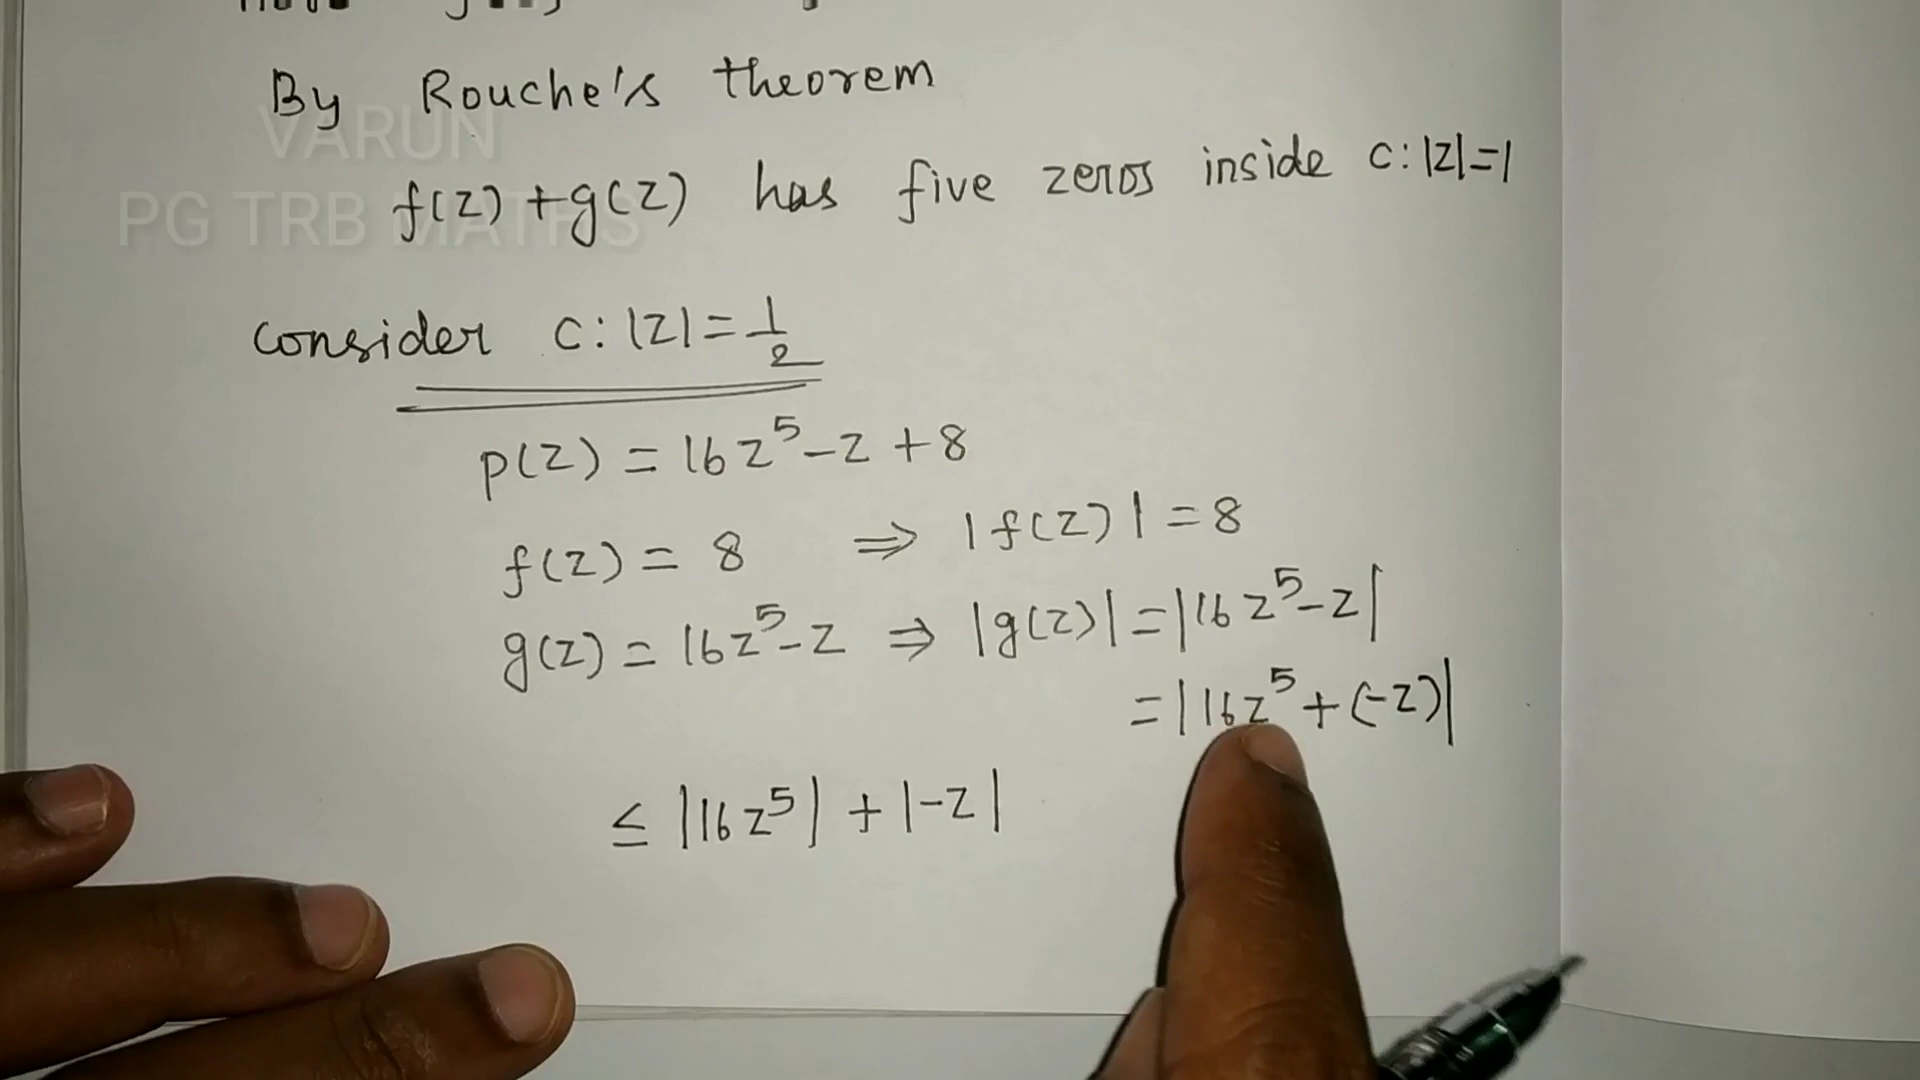 By Rouche's theorem
VARUN
PG TRB MATHS
f(z) + g(z) has five zeros inside c: |z|=1
consider c: |z| = 1/2
p(z) = 16z⁵ - z + 8
f(z) = 8 ⇒ |f(z)| = 8
g(z) = 16z⁵ - z ⇒ |g(z)| = |16z⁵ - z|
= |16z⁵ + (-z)|
≤ |16z⁵| + |-z|